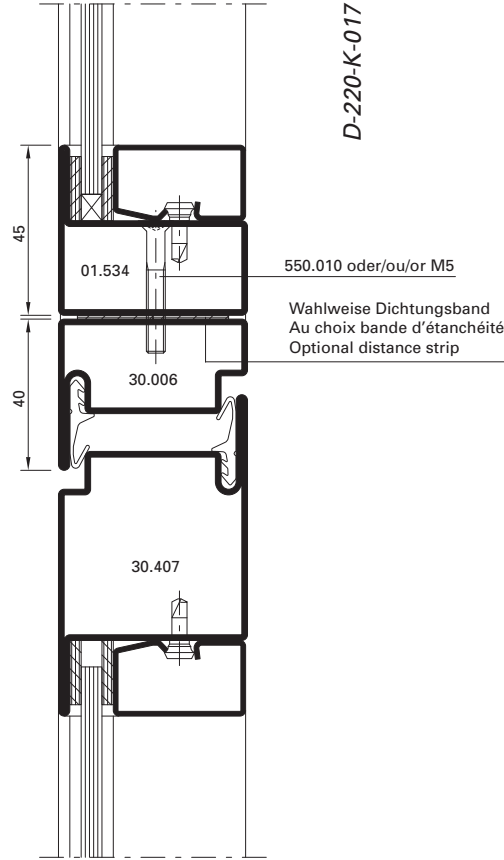 D-220-K-017
45
01.534
550.010 oder/ou/or M5
Wahlweise Dichtungsband
Au choix bande d'étanchéité
Optional distance strip
30.006
40
30.407